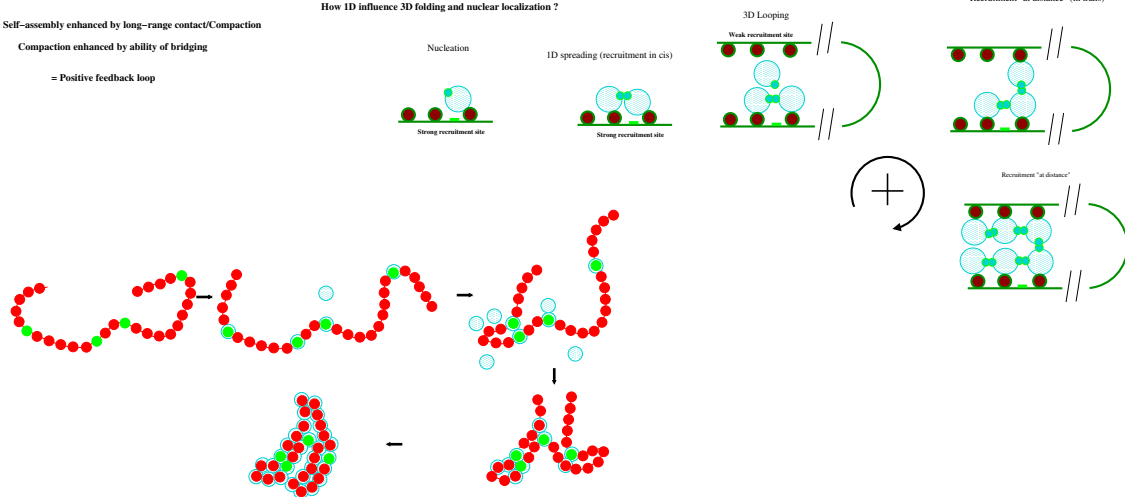 How 1D influence 3D folding and nuclear localization ?
Self-assembly enhanced by long-range contact/Compaction
Compaction enhanced by ability of bridging
= Positive feedback loop
Nucleation
Strong recruitment site
1D spreading (recruitment in cis)
Strong recruitment site
3D Looping
Weak recruitment site
Recruitment "at distance"